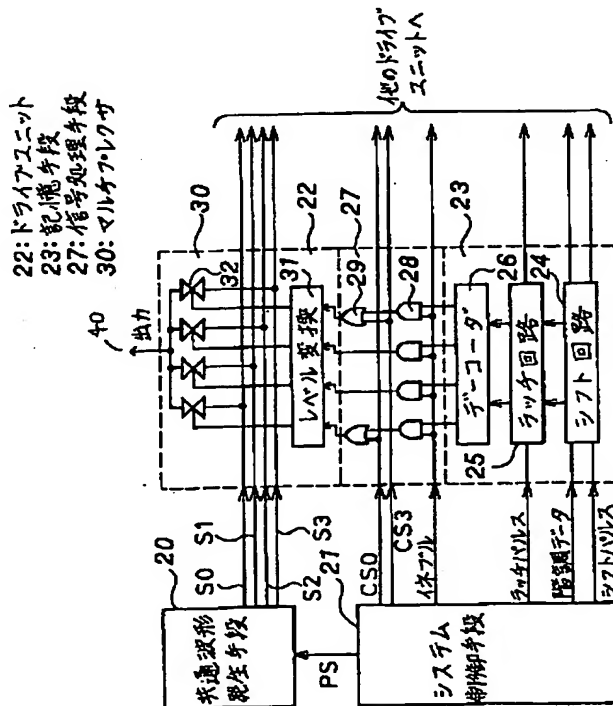 22:ドライブユニット
23:記憶手段
27:信号処理手段
30:マルチプレクサ
40
出力
30
32
22
31
レベル変換
27
29
28
23
26
デーコーダ
ラッチ回路
25
24
シフト回路
他のドライブ
ユニットへ
20
共通波形
発生手段
S0
S1
S2
S3
PS
21
システム
制御手段
CS0
CS3
イネーブル
ラッチパルス
階調データ
シフトパルス